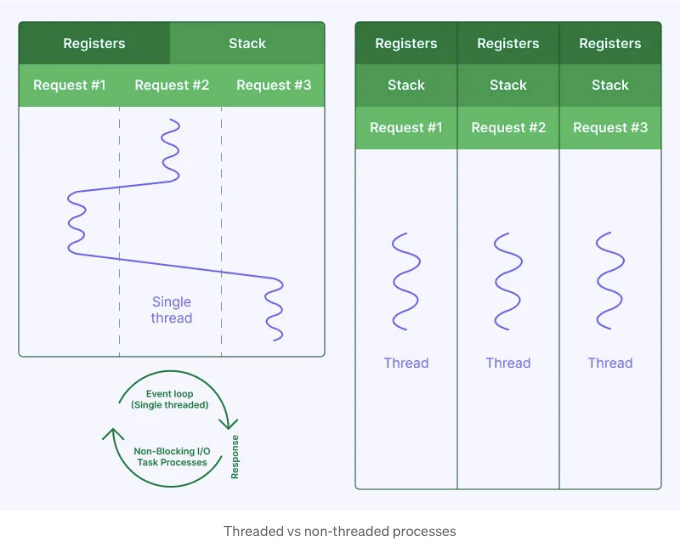 Registers Stack
Request #1 Request #2 Request #3
Single
thread
Event loop
(Single threaded)
Non-Blocking I/O
Task Processes
Response
Registers Registers Registers
Stack Stack Stack
Request #1 Request #2 Request #3
Thread Thread Thread
Threaded vs non-threaded processes